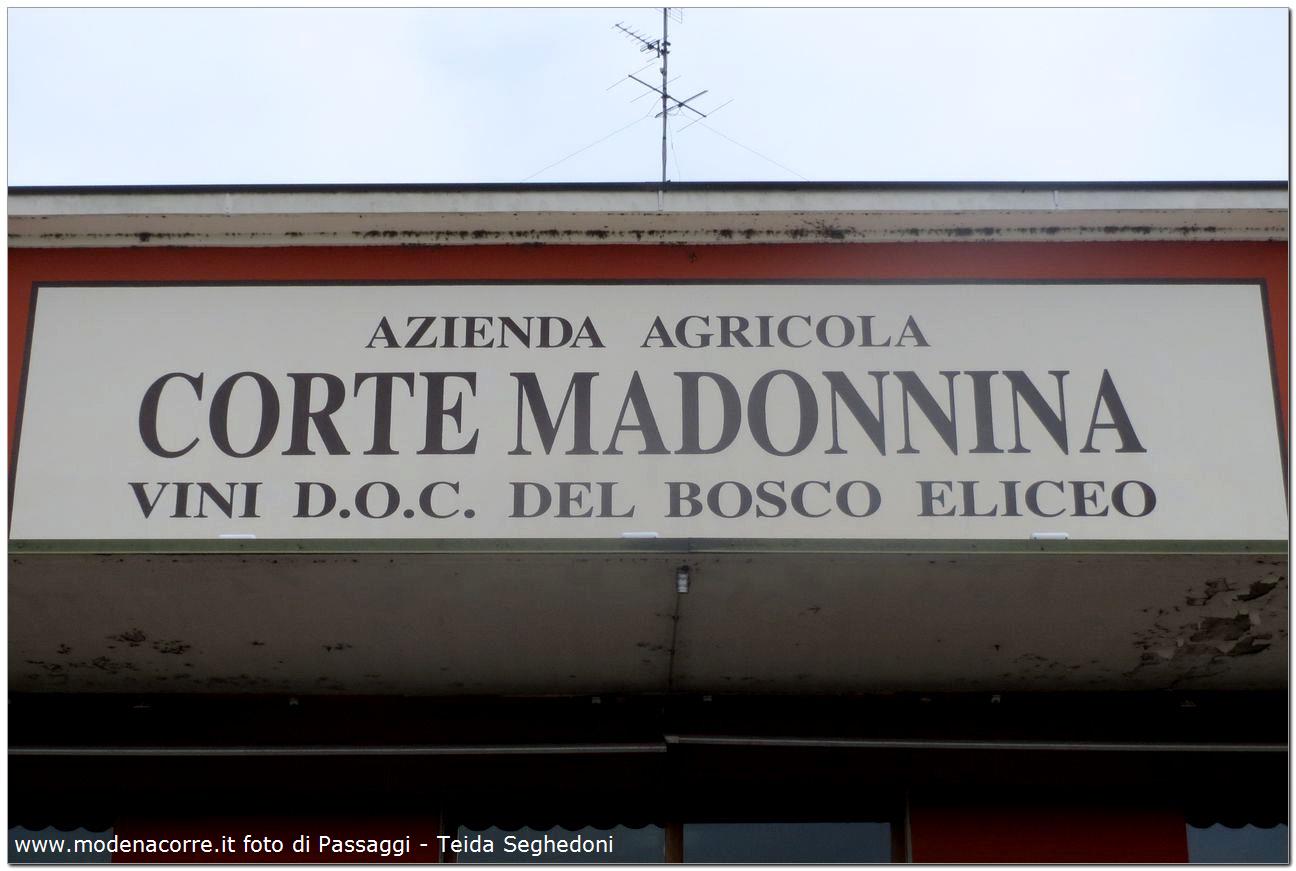 AZIENDA AGRICOLA
CORTE MADONNINA
VINI D.O.C. DEL BOSCO ELICEO
www.modenacorre.it foto di Passaggi - Teida Seghedoni